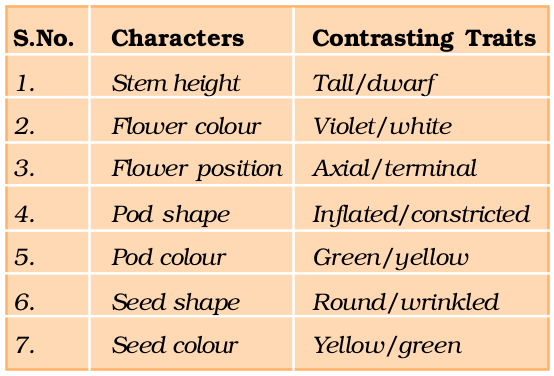 S.No. Characters Contrasting Traits
1. Stem height Tall/dwarf
2. Flower colour Violet/white
3. Flower position Axial/terminal
4. Pod shape Inflated/constricted
5. Pod colour Green/yellow
6. Seed shape Round/wrinkled
7. Seed colour Yellow/green